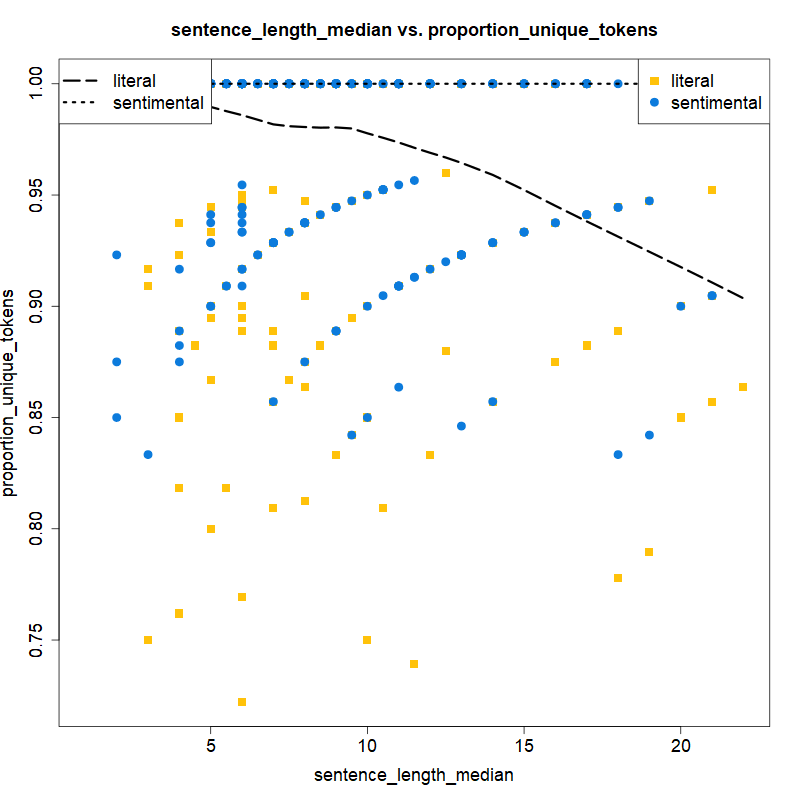 sentence_length_median vs. proportion_unique_tokens
literal
sentimental
literal
sentimental
1.00
0.95
0.90
0.85
0.80
0.75
proportion_unique_tokens
5 10 15 20
sentence_length_median